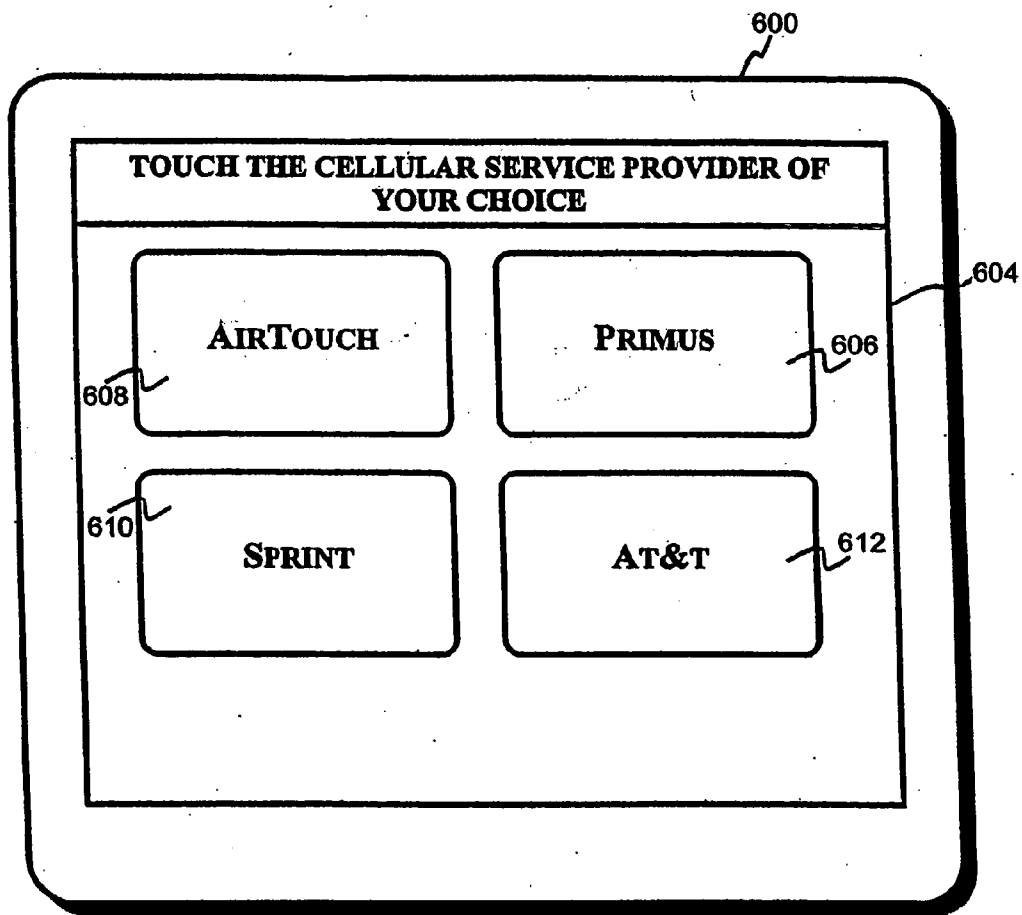 600
TOUCH THE CELLULAR SERVICE PROVIDER OF
YOUR CHOICE
604
AIRTOUCH
608
PRIMUS
606
SPRINT
610
AT&T
612